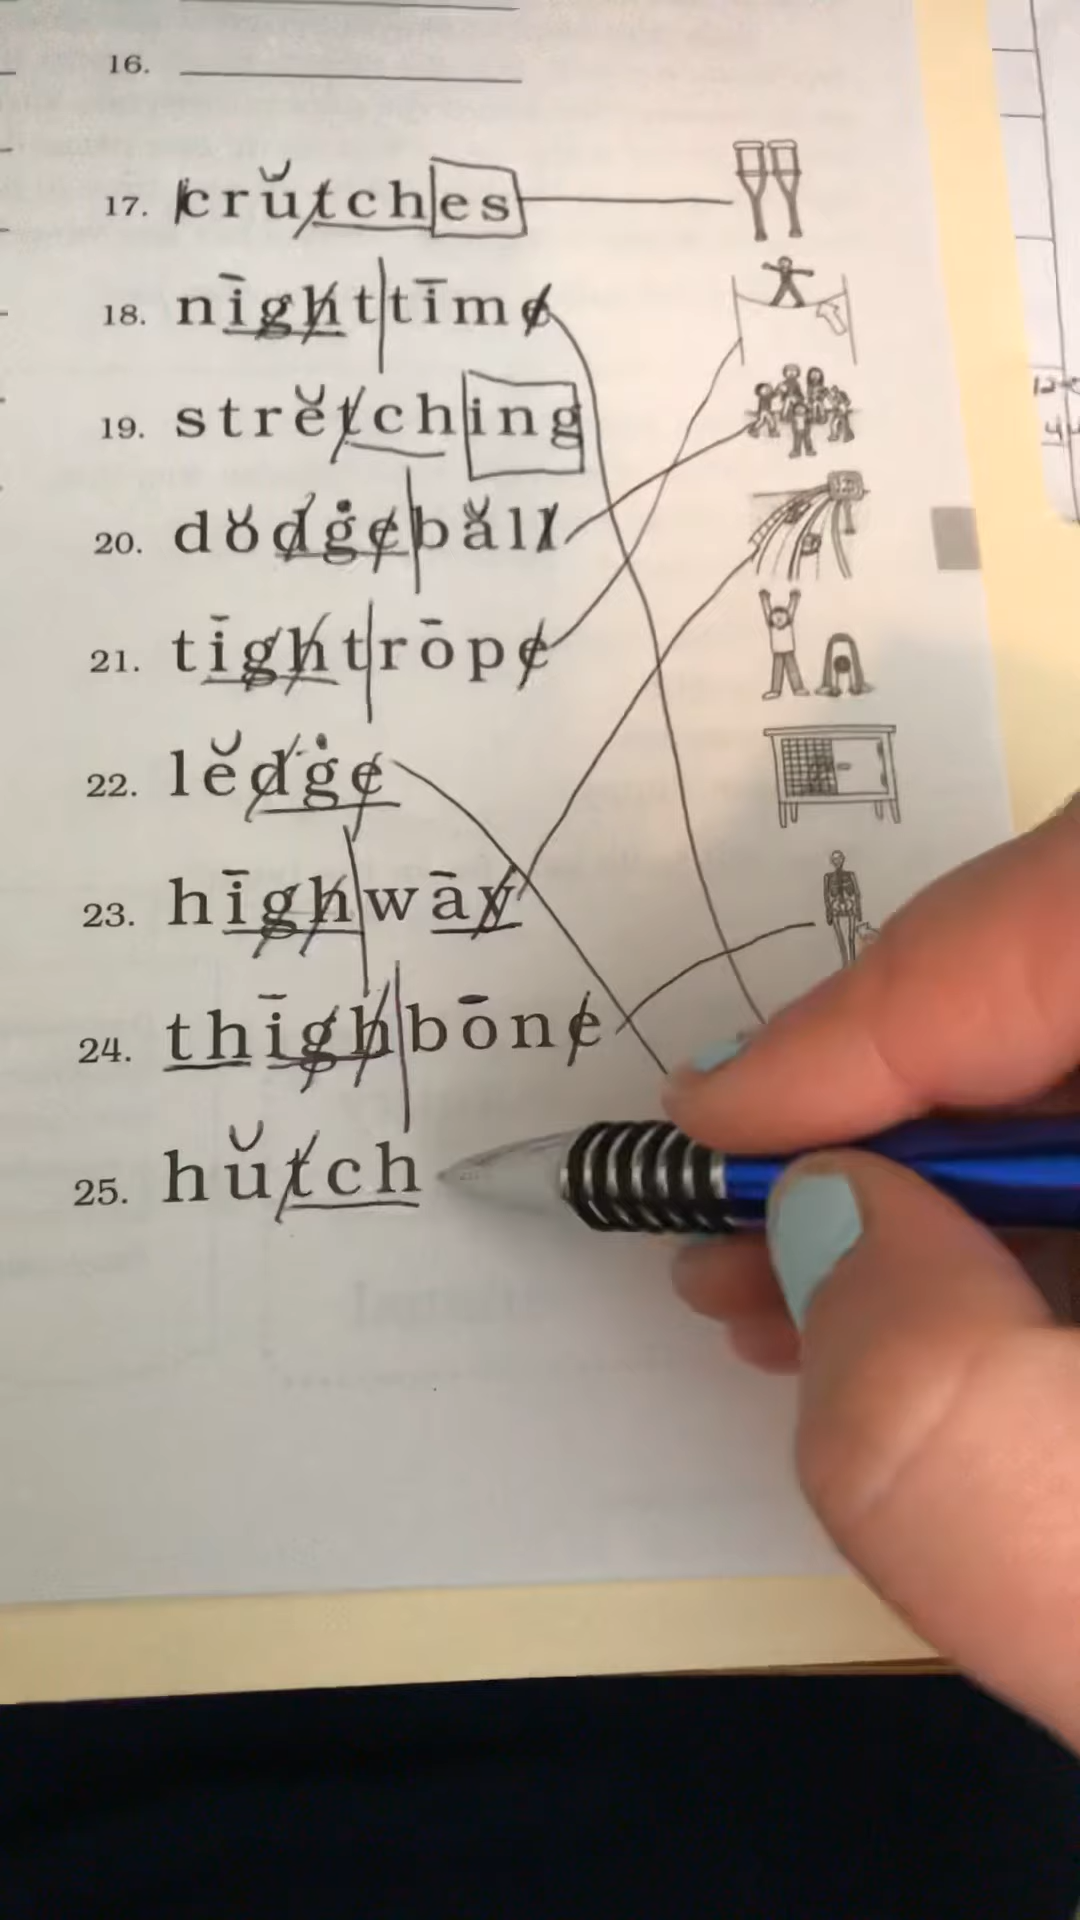 16.
17. crutches
18. nighttime
19. stretching
20. dodgeball
21. tightrope
22. ledge
23. highway
24. thighbone
25. hutch